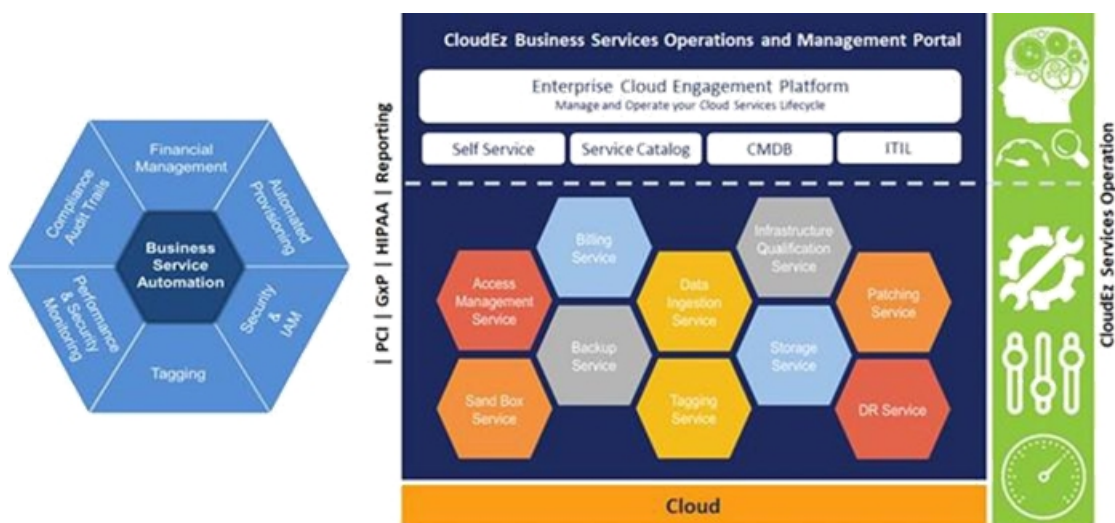 Financial
Management
Automated
Provisioning
Security
&
IAM
Tagging
Performance
& Security
Monitoring
Compliance
Audit Trails
Business
Service
Automation
| PCI | GxP | HIPAA | Reporting
CloudEz Business Services Operations and Management Portal
Enterprise Cloud Engagement Platform
Manage and Operate your Cloud Services Lifecycle
Self Service
Service Catalog
CMDB
ITIL
Billing
Service
Infrastructure
Qualification
Service
Access
Management
Service
Data
Ingestion
Service
Patching
Service
Backup
Service
Storage
Service
Sand Box
Service
Tagging
Service
DR Service
Cloud
CloudEz Services Operation